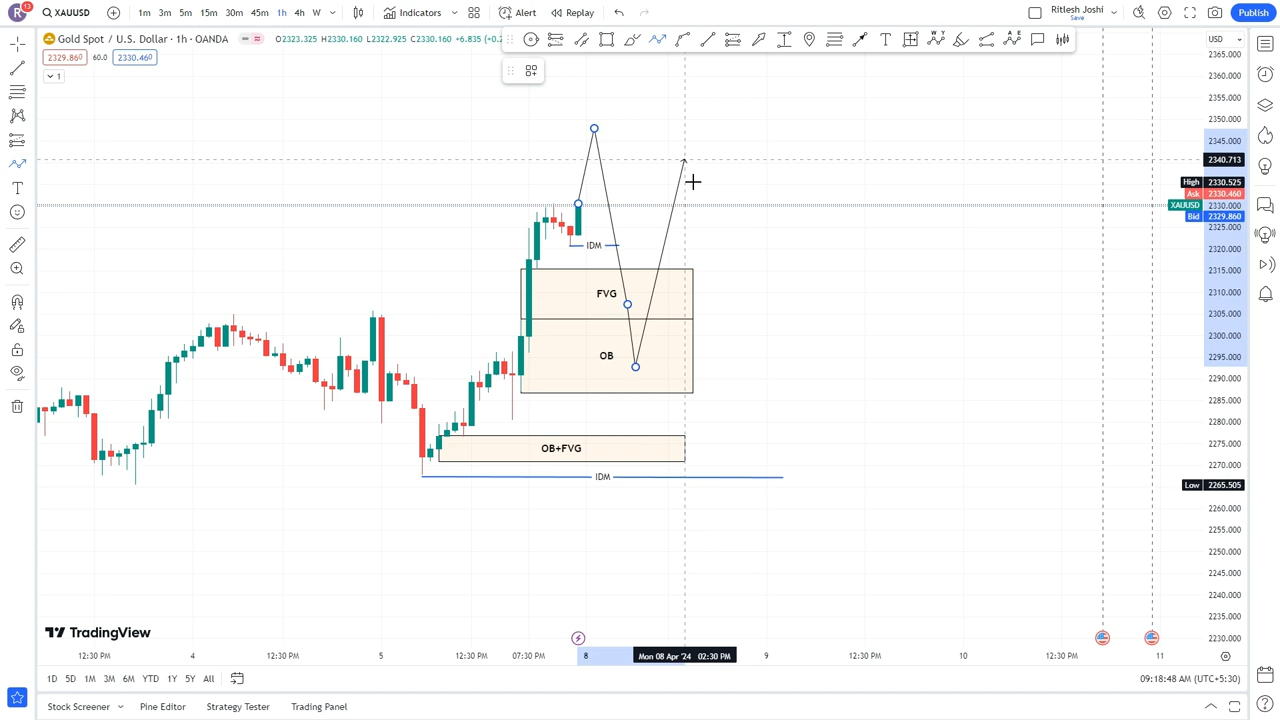 R 13 XAUUSD 1m 3m 5m 15m 30m 45m 1h 4h W Indicators Alert Replay Ritlesh Joshi Save Publish
Gold Spot / U.S. Dollar · 1h · OANDA O2323.325 H2330.160 L2322.925 C2330.160 +6.835 (+0.2
USD
2329.860 60.0 2330.460
1
2365.000
2360.000
2355.000
2350.000
2345.000
2340.713
High 2330.525
Ask 2330.460
XAUUSD 2330.000
Bid 2329.860
2325.000
IDM
2320.000
2315.000
FVG
2310.000
2305.000
2300.000
OB
2295.000
2290.000
2285.000
2280.000
2275.000
OB+FVG
2270.000
IDM
Low 2265.505
2260.000
2255.000
2250.000
2245.000
2240.000
2235.000
2230.000
TradingView
12:30 PM 4 12:30 PM 5 12:30 PM 07:30 PM 8 Mon 08 Apr '24 02:30 PM 9 12:30 PM 10 12:30 PM 11
1D 5D 1M 3M 6M YTD 1Y 5Y All 09:18:48 AM (UTC+5:30)
Stock Screener Pine Editor Strategy Tester Trading Panel